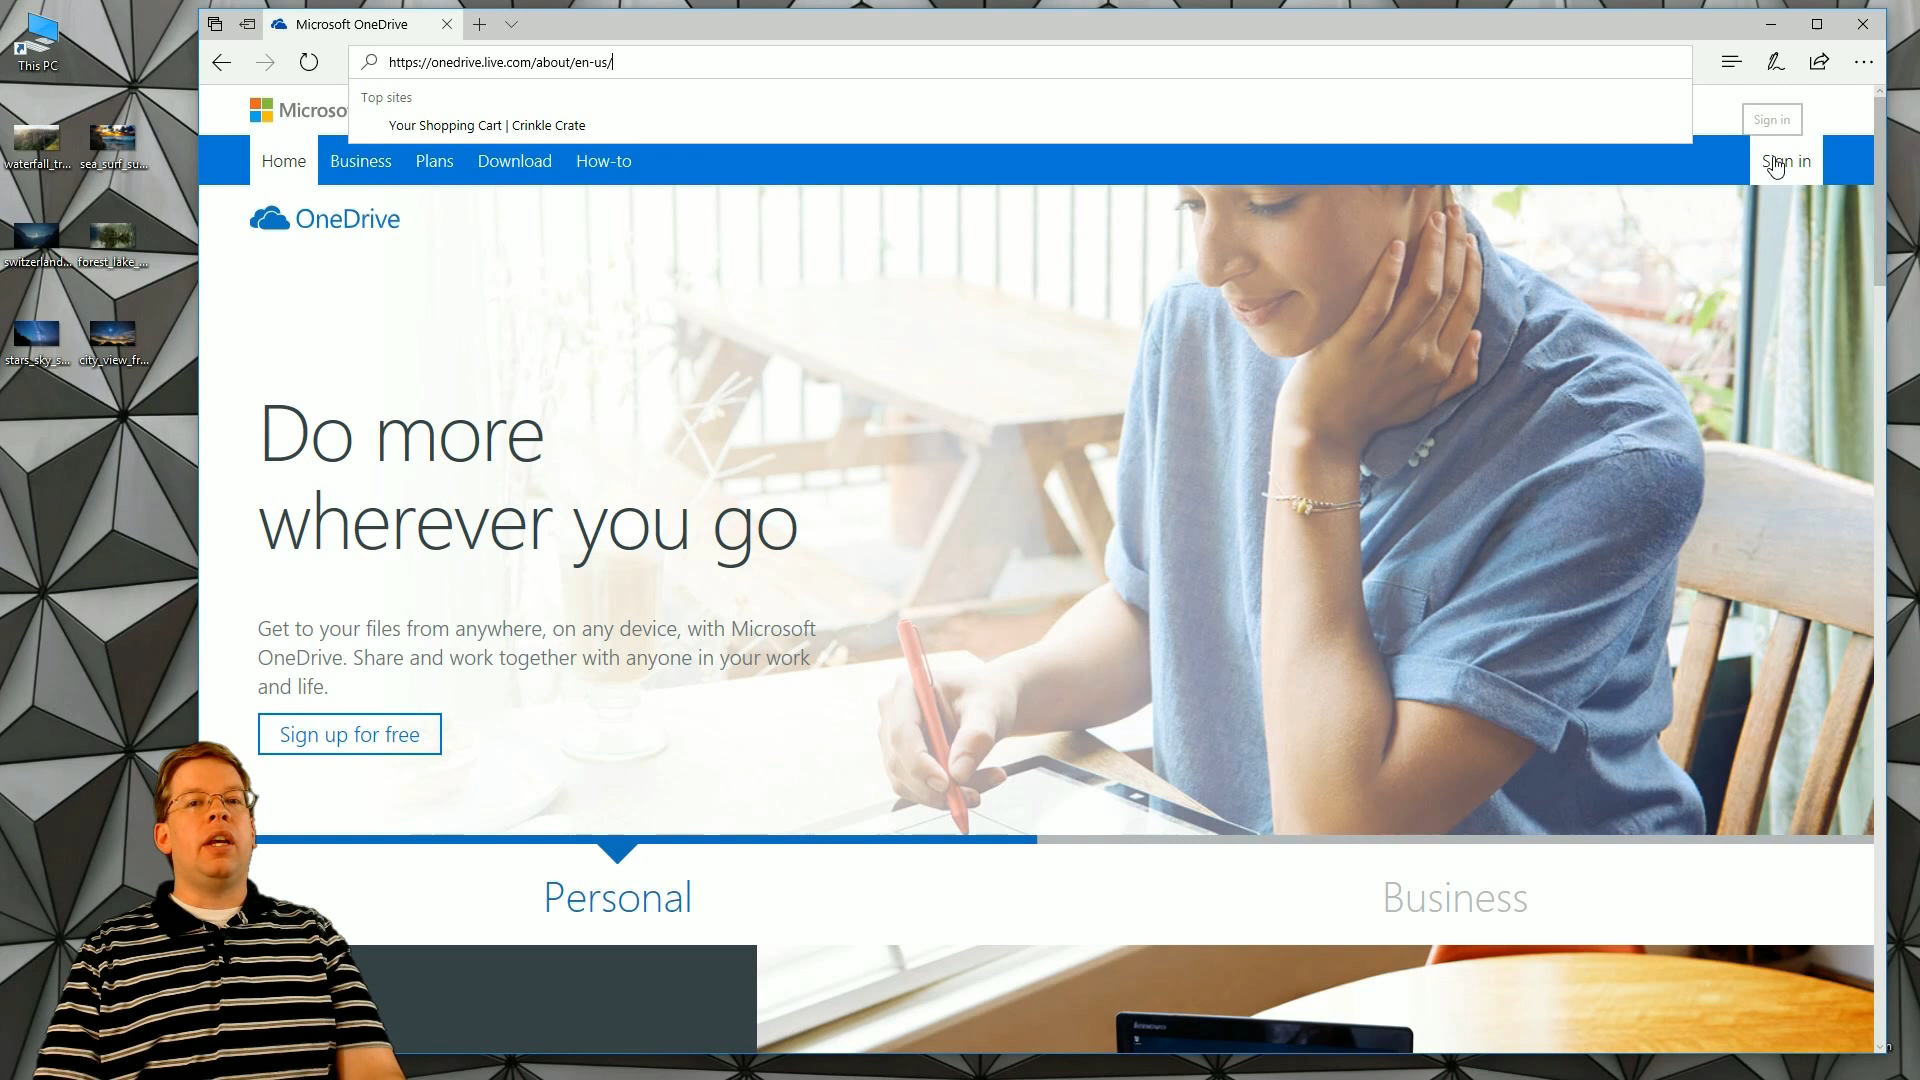 This PC
waterfall_tr...
sea_surf_su...
switzerland...
forest_lake_...
stars_sky_s...
city_view_fr...
Microsoft OneDrive
https://onedrive.live.com/about/en-us/
Top sites
Your Shopping Cart | Crinkle Crate
Microso
Sign in
Home Business Plans Download How-to
Sign in
OneDrive
Do more
wherever you go
Get to your files from anywhere, on any device, with Microsoft
OneDrive. Share and work together with anyone in your work
and life.
Sign up for free
Personal
Business
lenovo